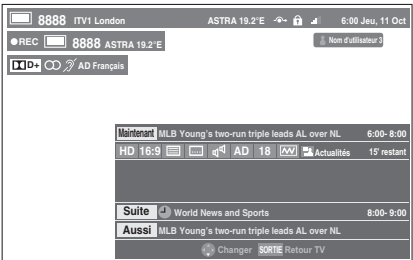 8888 ITV1 London ASTRA 19.2°E 6:00 Jeu, 11 Oct
REC 8888 ASTRA 19.2°E Nom d'utilisateur 3
D+ AD Français
Maintenant MLB Young's two-run triple leads AL over NL 6:00- 8:00
HD 16:9 AD 18 Actualités 15' restant
Suite World News and Sports 8:00- 9:00
Aussi MLB Young's two-run triple leads AL over NL
Changer SORTIE Retour TV